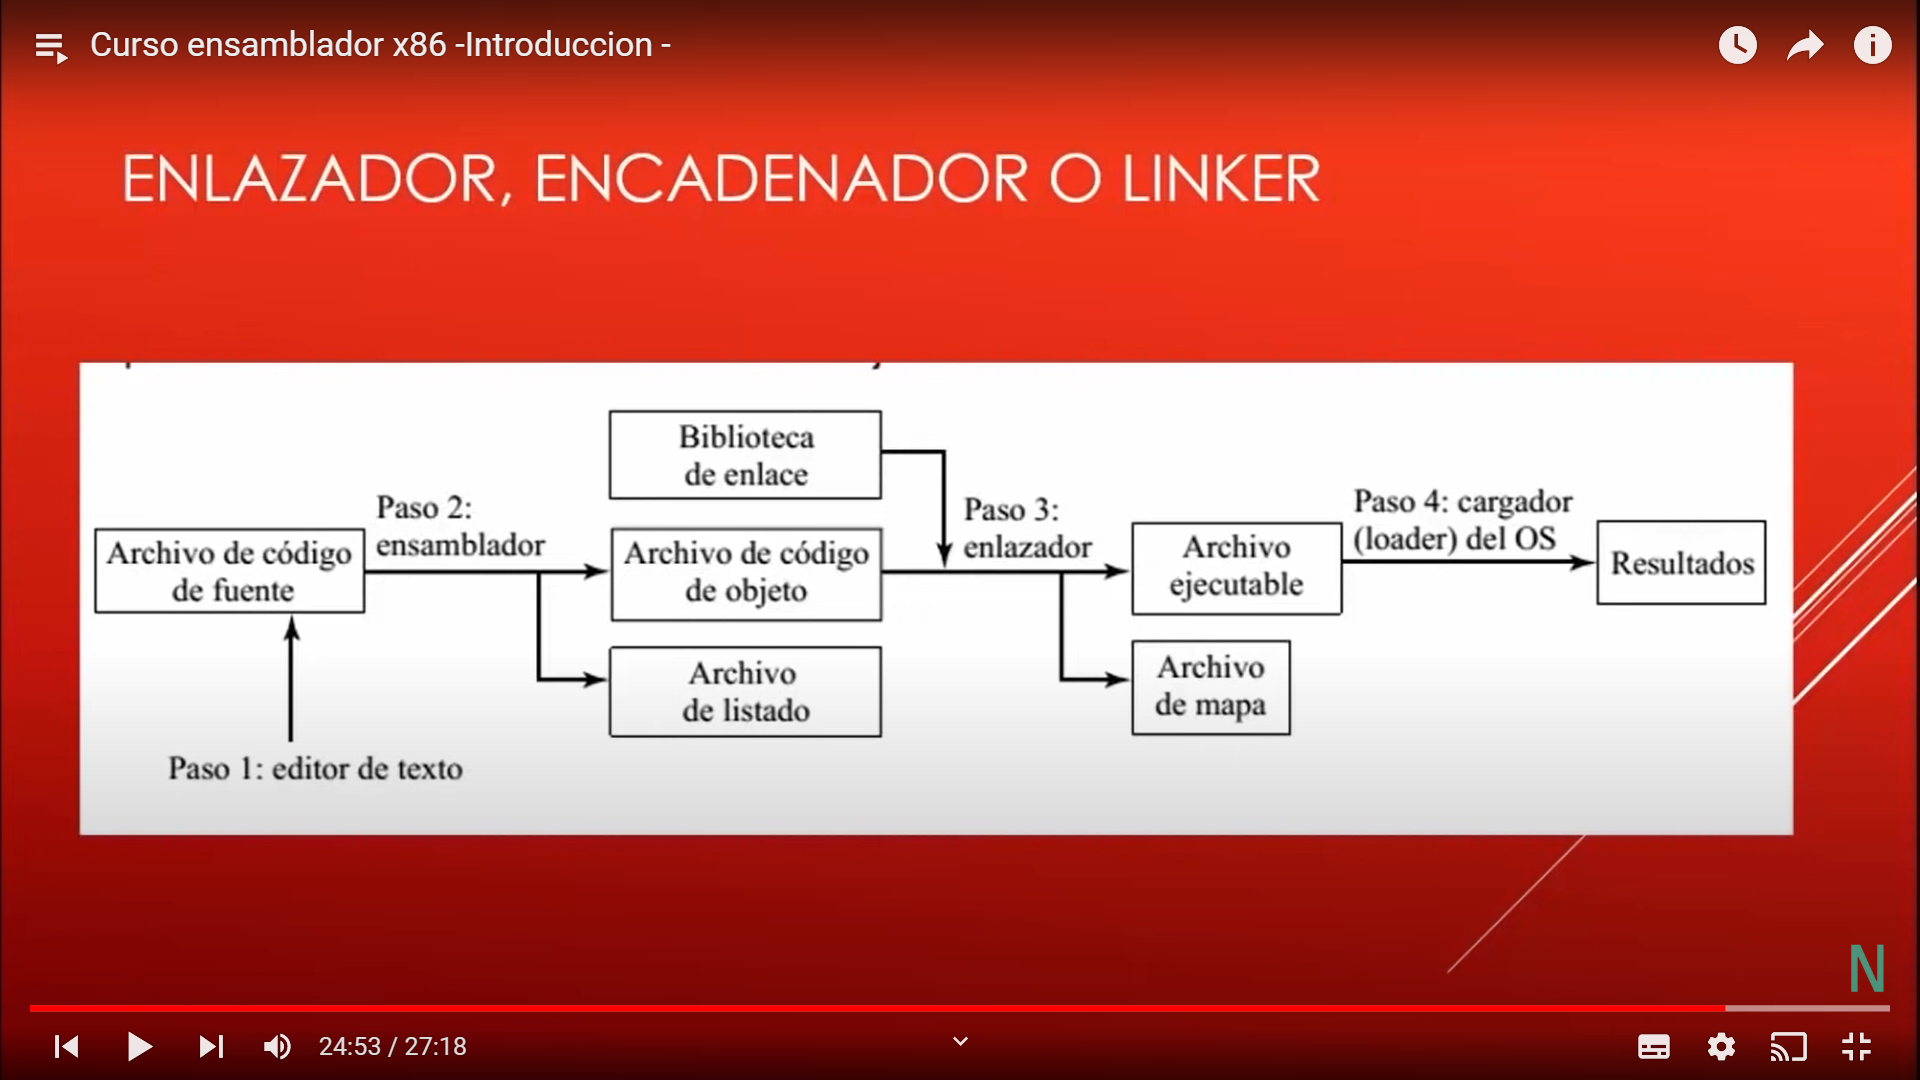 Curso ensamblador x86 -Introduccion -
ENLAZADOR, ENCADENADOR O LINKER
Biblioteca
de enlace
Paso 2:
ensamblador
Paso 3:
enlazador
Paso 4: cargador
(loader) del OS
Archivo de código
de fuente
Archivo de código
de objeto
Archivo
ejecutable
Resultados
Archivo
de listado
Archivo
de mapa
Paso 1: editor de texto
N
24:53 / 27:18